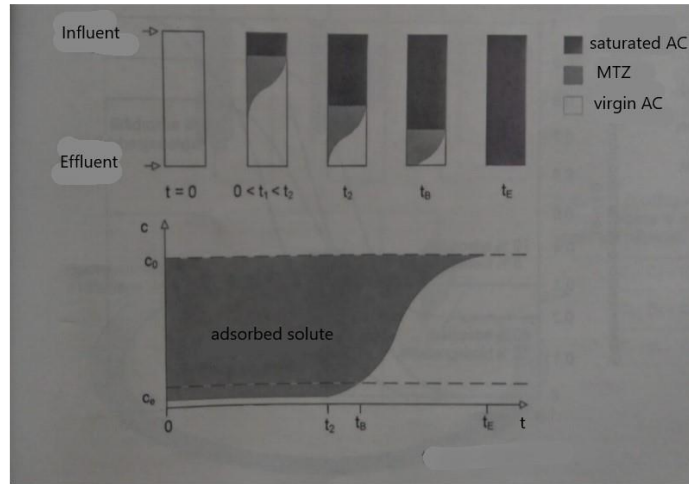 Influent
saturated AC
MTZ
virgin AC
Effluent
t = 0
0 < t₁ < t₂
t₂
t_B
t_E
c
c₀
adsorbed solute
cₑ
0
t₂
t_B
t_E
t